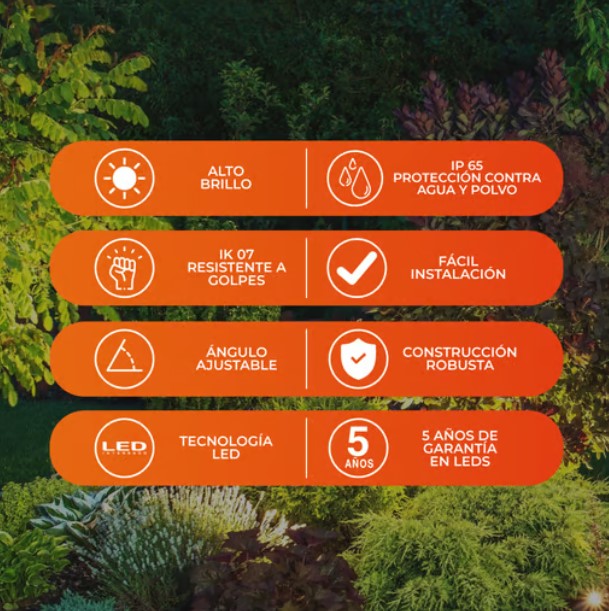 ALTO
BRILLO
IP 65
PROTECCIÓN CONTRA
AGUA Y POLVO
IK 07
RESISTENTE A
GOLPES
FÁCIL
INSTALACIÓN
ÁNGULO
AJUSTABLE
CONSTRUCCIÓN
ROBUSTA
LED
INTEGRADO
TECNOLOGÍA
LED
5
AÑOS
5 AÑOS DE
GARANTÍA
EN LEDS